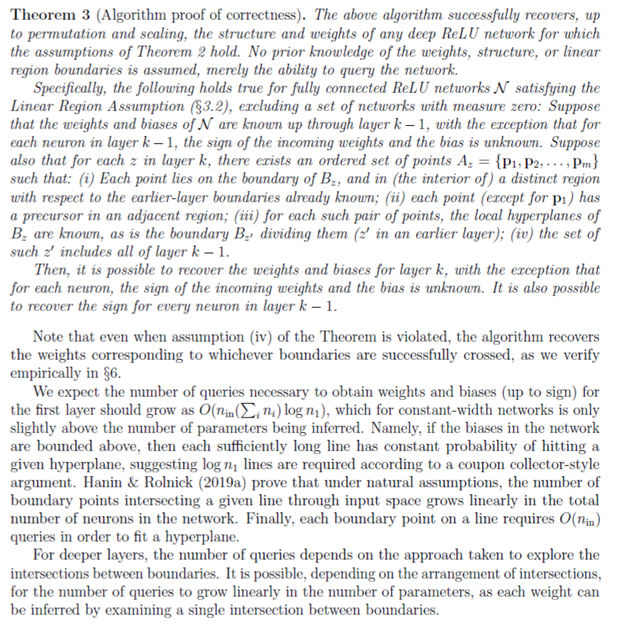 Theorem 3 (Algorithm proof of correctness). The above algorithm successfully recovers, up
to permutation and scaling, the structure and weights of any deep ReLU network for which
the assumptions of Theorem 2 hold. No prior knowledge of the weights, structure, or linear
region boundaries is assumed, merely the ability to query the network.
Specifically, the following holds true for fully connected ReLU networks 𝒩 satisfying the
Linear Region Assumption (§3.2), excluding a set of networks with measure zero: Suppose
that the weights and biases of 𝒩 are known up through layer k − 1, with the exception that for
each neuron in layer k − 1, the sign of the incoming weights and the bias is unknown. Suppose
also that for each z in layer k, there exists an ordered set of points A_z = {p₁, p₂, . . . , pₘ}
such that: (i) Each point lies on the boundary of B_z, and in (the interior of) a distinct region
with respect to the earlier-layer boundaries already known; (ii) each point (except for p₁) has
a precursor in an adjacent region; (iii) for each such pair of points, the local hyperplanes of
B_z are known, as is the boundary B_z′ dividing them (z′ in an earlier layer); (iv) the set of
such z′ includes all of layer k − 1.
Then, it is possible to recover the weights and biases for layer k, with the exception that
for each neuron, the sign of the incoming weights and the bias is unknown. It is also possible
to recover the sign for every neuron in layer k − 1.
Note that even when assumption (iv) of the Theorem is violated, the algorithm recovers
the weights corresponding to whichever boundaries are successfully crossed, as we verify
empirically in §6.
We expect the number of queries necessary to obtain weights and biases (up to sign) for
the first layer should grow as O(n_in(∑ᵢ nᵢ) log n₁), which for constant-width networks is only
slightly above the number of parameters being inferred. Namely, if the biases in the network
are bounded above, then each sufficiently long line has constant probability of hitting a
given hyperplane, suggesting log n₁ lines are required according to a coupon collector-style
argument. Hanin & Rolnick (2019a) prove that under natural assumptions, the number of
boundary points intersecting a given line through input space grows linearly in the total
number of neurons in the network. Finally, each boundary point on a line requires O(n_in)
queries in order to fit a hyperplane.
For deeper layers, the number of queries depends on the approach taken to explore the
intersections between boundaries. It is possible, depending on the arrangement of intersections,
for the number of queries to grow linearly in the number of parameters, as each weight can
be inferred by examining a single intersection between boundaries.